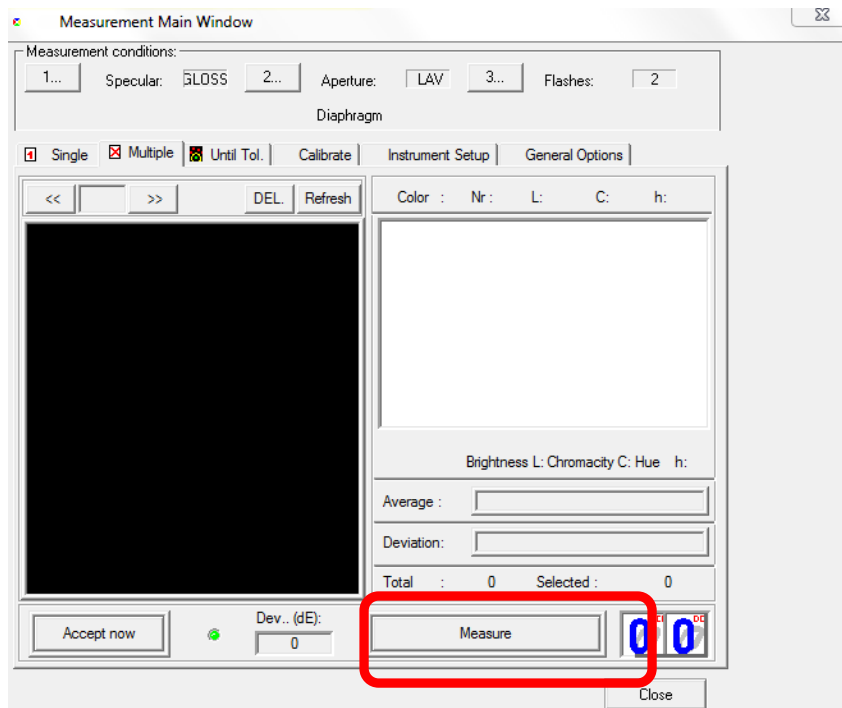 Measurement Main Window
Measurement conditions:
1... Specular: GLOSS 2... Aperture: LAV 3... Flashes: 2
Diaphragm
1 Single Multiple Until Tol. Calibrate Instrument Setup General Options
<< >> DEL. Refresh Color : Nr : L: C: h:
Brightness L: Chromacity C: Hue h:
Average :
Deviation:
Total : 0 Selected : 0
Accept now Dev.. (dE): 0 Measure 0 0
Close